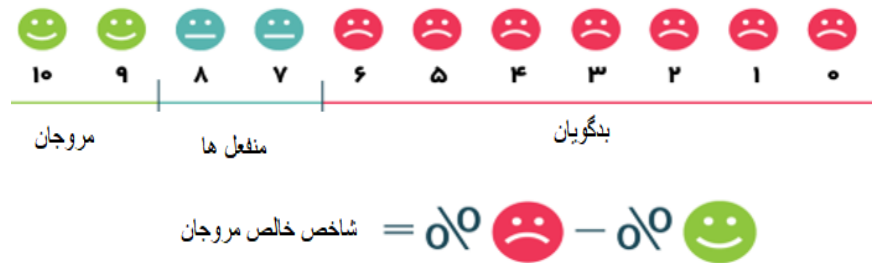 ۰ ۱ ۲ ۳ ۴ ۵ ۶ ۷ ۸ ۹ ۱۰
بدگویان منفعل ها مروجان
% − % = شاخص خالص مروجان